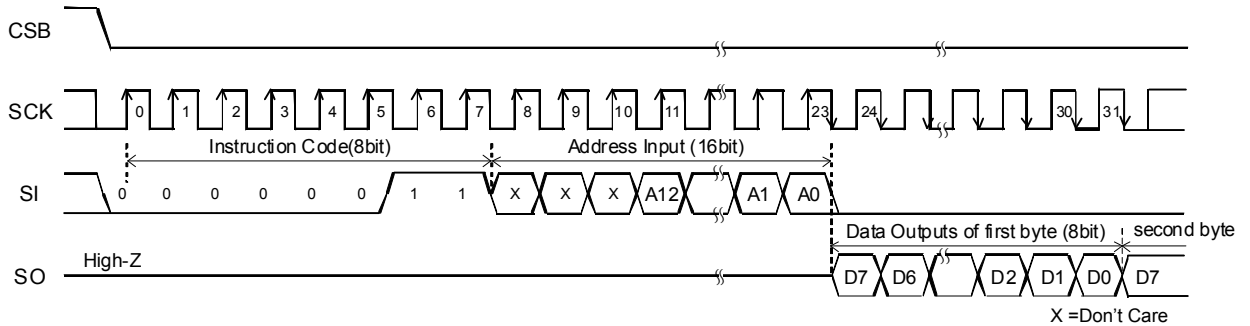 CSB
SCK 0 1 2 3 4 5 6 7 8 9 10 11 23 24 30 31
Instruction Code(8bit) Address Input (16bit)
SI 0 0 0 0 0 0 1 1 X X X A12 A1 A0
Data Outputs of first byte (8bit) second byte
High-Z
SO D7 D6 D2 D1 D0 D7
X =Don't Care